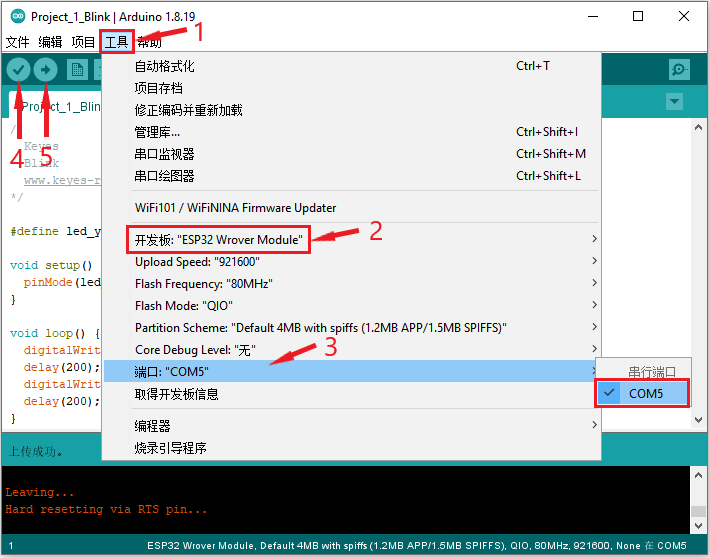 Project_1_Blink | Arduino 1.8.19
文件 编辑 项目 工具 帮助
1
自动格式化 Ctrl+T
项目存档
修正编码并重新加载
管理库... Ctrl+Shift+I
串口监视器 Ctrl+Shift+M
串口绘图器 Ctrl+Shift+L
WiFi101 / WiFiNINA Firmware Updater
开发板: "ESP32 Wrover Module"
2
Upload Speed: "921600"
Flash Frequency: "80MHz"
Flash Mode: "QIO"
Partition Scheme: "Default 4MB with spiffs (1.2MB APP/1.5MB SPIFFS)"
Core Debug Level: "无"
3
端口: "COM5"
取得开发板信息
编程器
烧录引导程序
串行端口
COM5
Project_1_Blink
4 5
/
Keyes
Blink
www.keyes-r
*/
#define led_y
void setup()
pinMode(led
}
void loop() {
digitalWrit
delay(200);
digitalWrit
delay(200);
}
上传成功。
Leaving...
Hard resetting via RTS pin...
1 ESP32 Wrover Module, Default 4MB with spiffs (1.2MB APP/1.5MB SPIFFS), QIO, 80MHz, 921600, None 在 COM5